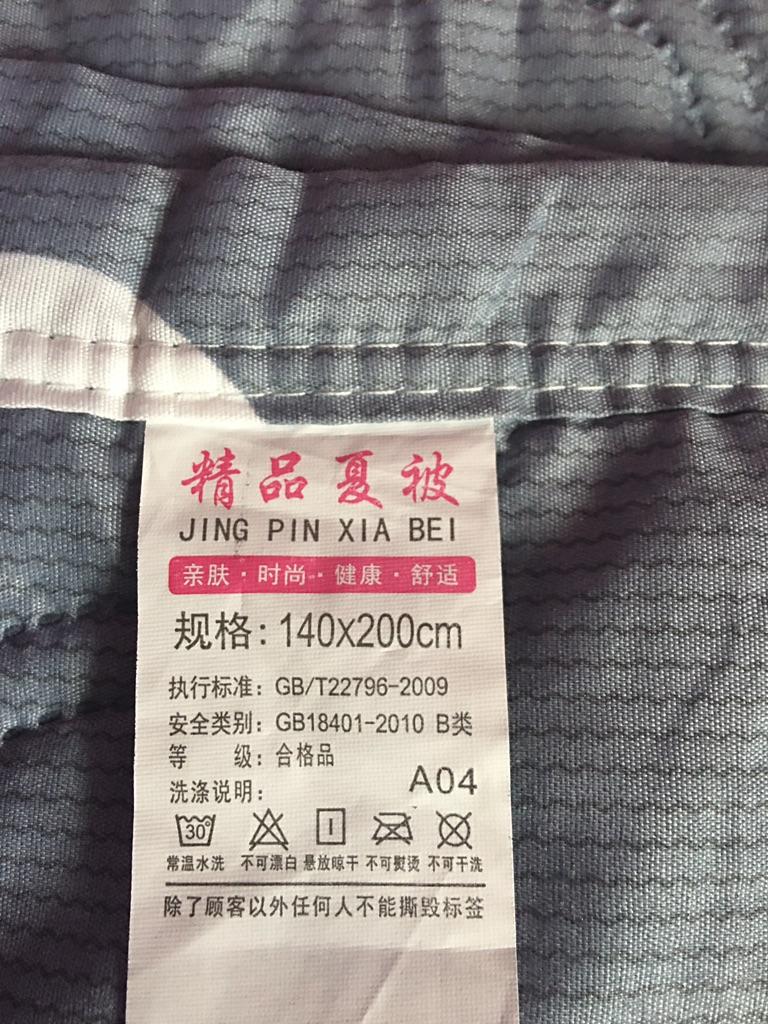 精品夏被
JING PIN XIA BEI
亲肤·时尚·健康·舒适
规格：140x200cm
执行标准：GB/T22796-2009
安全类别：GB18401-2010 B类
等 级：合格品
洗涤说明：
A04
30°
常温水洗 不可漂白 悬放晾干 不可熨烫 不可干洗
除了顾客以外任何人不能撕毁标签